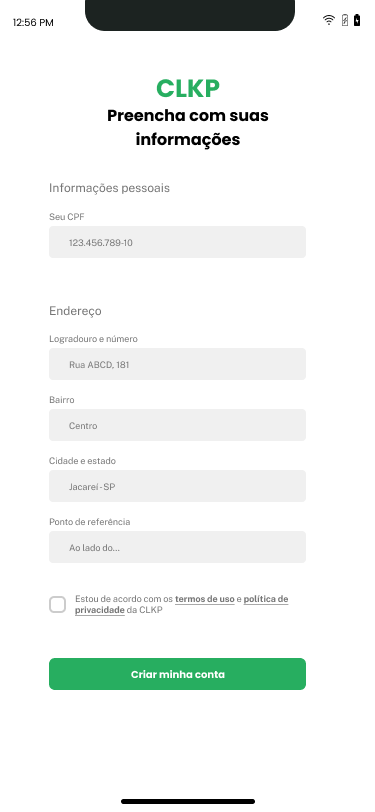 12:56 PM
CLKP
Preencha com suas
informações
Informações pessoais
Seu CPF
123.456.789-10
Endereço
Logradouro e número
Rua ABCD, 181
Bairro
Centro
Cidade e estado
Jacareí - SP
Ponto de referência
Ao lado do...
Estou de acordo com os termos de uso e política de
privacidade da CLKP
Criar minha conta